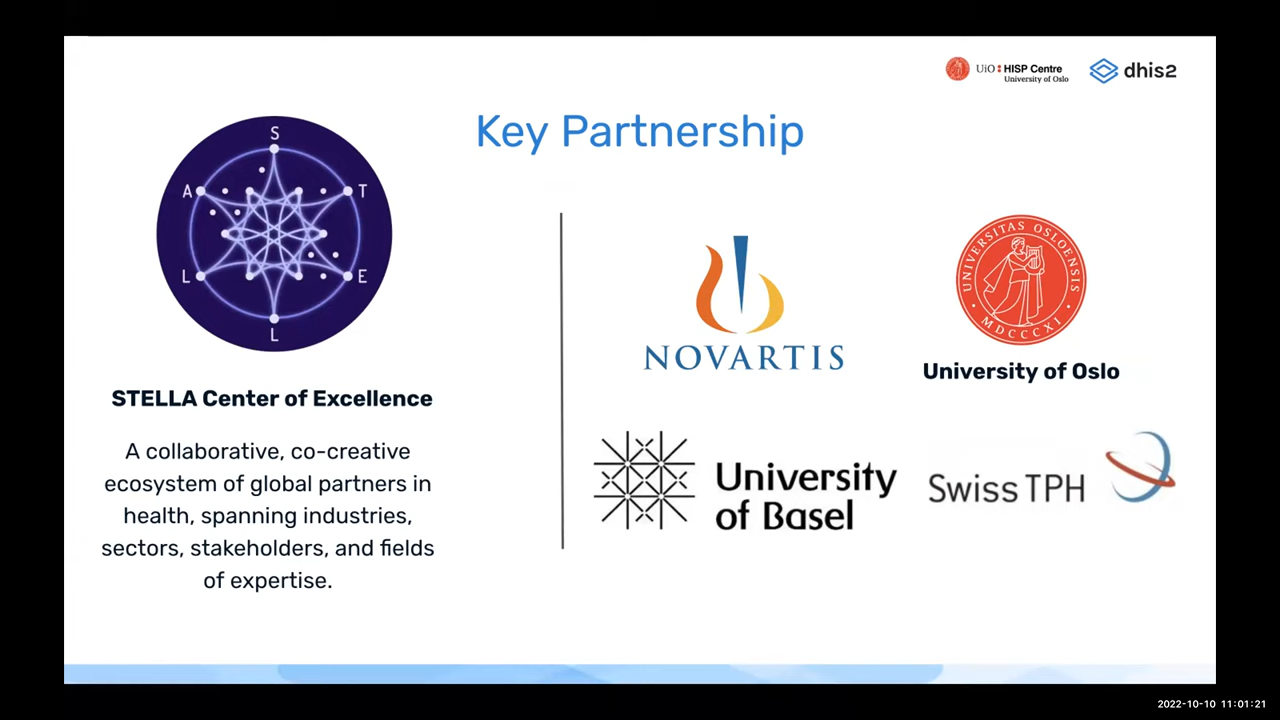 UiO:HISP Centre
University of Oslo
dhis2
Key Partnership
S
A T
L E
L
STELLA Center of Excellence
A collaborative, co-creative
ecosystem of global partners in
health, spanning industries,
sectors, stakeholders, and fields
of expertise.
NOVARTIS
UNIVERSITAS OSLOENSIS
MDCCCXI
University of Oslo
University
of Basel
Swiss TPH
2022-10-10 11:01:21